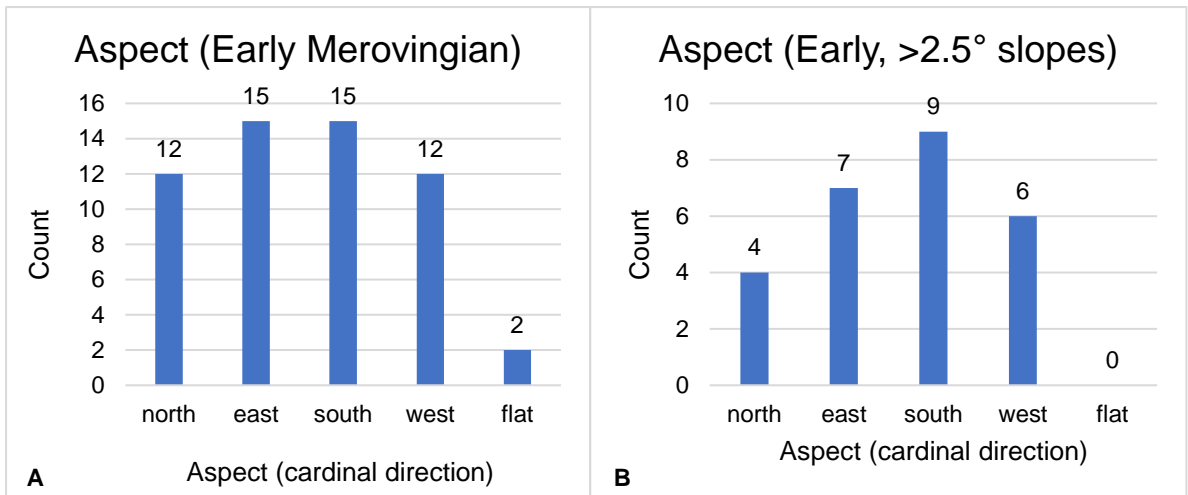 Aspect (Early Merovingian)
16
14
12
10
8
6
4
2
0
Count
12
15
15
12
2
north east south west flat
Aspect (cardinal direction)
A
Aspect (Early, >2.5° slopes)
10
8
6
4
2
0
Count
4
7
9
6
0
north east south west flat
Aspect (cardinal direction)
B